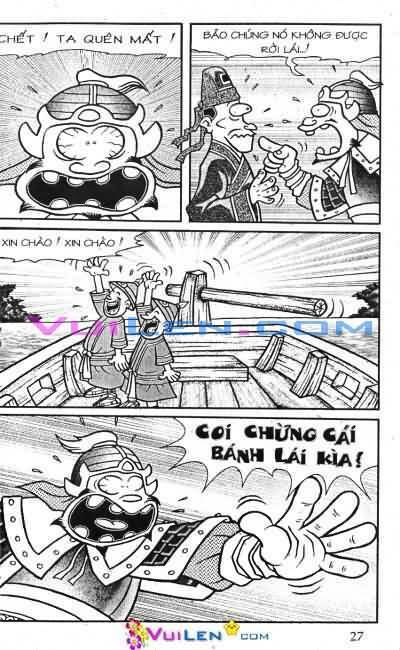 CHẾT ! TA QUÊN MẤT !
BẢO CHÚNG NÓ KHÔNG ĐƯỢC
RỜI LÁI..!
XIN CHÀO ! XIN CHÀO !
VUILEN.COM
COI CHỪNG CÁI
BÁNH LÁI KÌA !
27
VUILEN.COM